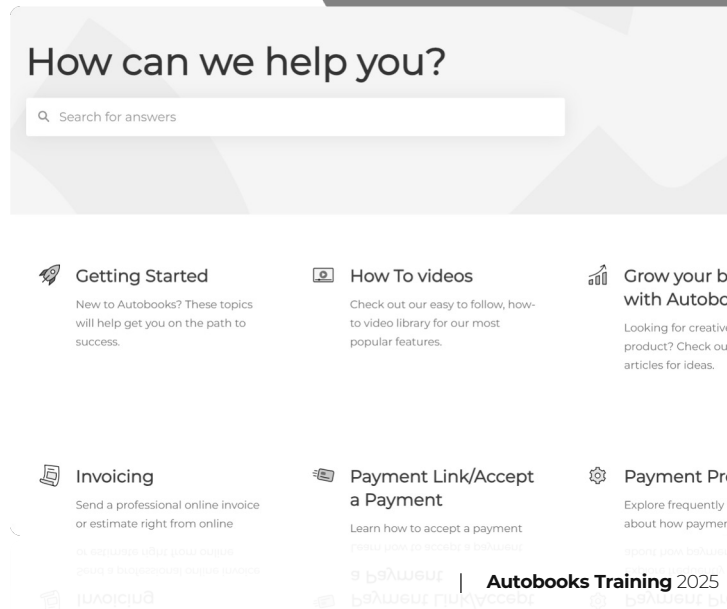 How can we help you?
Search for answers
Getting Started
New to Autobooks? These topics
will help get you on the path to
success.
How To videos
Check out our easy to follow, how-
to video library for our most
popular features.
Grow your b
with Autobo
Looking for creativ
product? Check ou
articles for ideas.
Invoicing
Send a professional online invoice
or estimate right from online
Payment Link/Accept
a Payment
Learn how to accept a payment
Payment Pr
Explore frequently
about how paymen
| Autobooks Training 2025